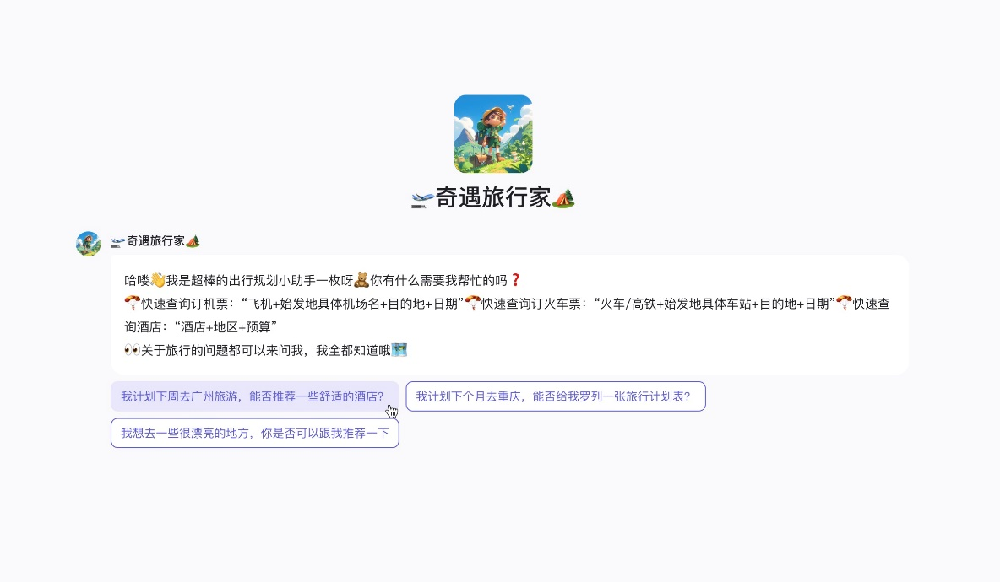 🛫奇遇旅行家🏕️
🛫奇遇旅行家🏕️
哈喽👋我是超棒的出行规划小助手一枚呀🧸你有什么需要我帮忙的吗❓
🪂快速查询订机票：“飞机+始发地具体机场名+目的地+日期”🪂快速查询订火车票：“火车/高铁+始发地具体车站+目的地+日期”🪂快速查
询酒店：“酒店+地区+预算”
👀关于旅行的问题都可以来问我，我全都知道哦🗺️
我计划下周去广州旅游，能否推荐一些舒适的酒店？
我计划下个月去重庆，能否给我罗列一张旅行计划表？
我想去一些很漂亮的地方，你是否可以跟我推荐一下